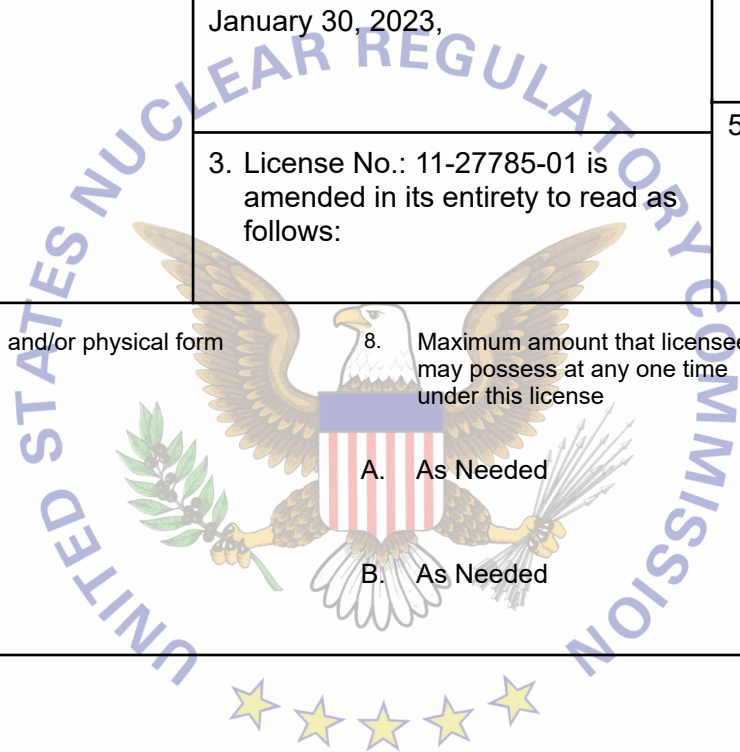 January 30, 2023,
5
3. License No.: 11-27785-01 is
amended in its entirety to read as
follows:
and/or physical form
8. Maximum amount that licensee
may possess at any one time
under this license
A. As Needed
B. As Needed
UNITED STATES NUCLEAR REGULATORY COMMISSION